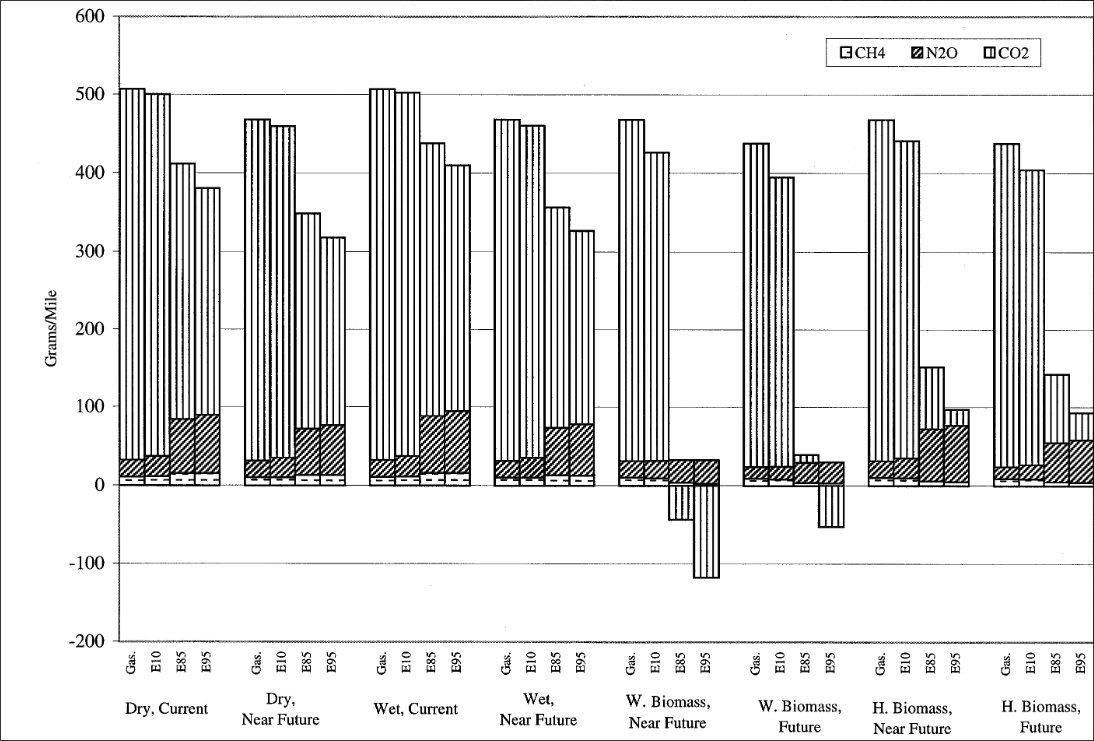 600
500
400
300
200
100
0
-100
-200
Grams/Mile
CH4 N2O CO2
Gas. E10 E85 E95 Gas. E10 E85 E95 Gas. E10 E85 E95 Gas. E10 E85 E95 Gas. E10 E85 E95 Gas. E10 E85 E95 Gas. E10 E85 E95 Gas. E10 E85 E95
Dry, Current
Dry,
Near Future
Wet, Current
Wet,
Near Future
W. Biomass,
Near Future
W. Biomass,
Future
H. Biomass,
Near Future
H. Biomass,
Future